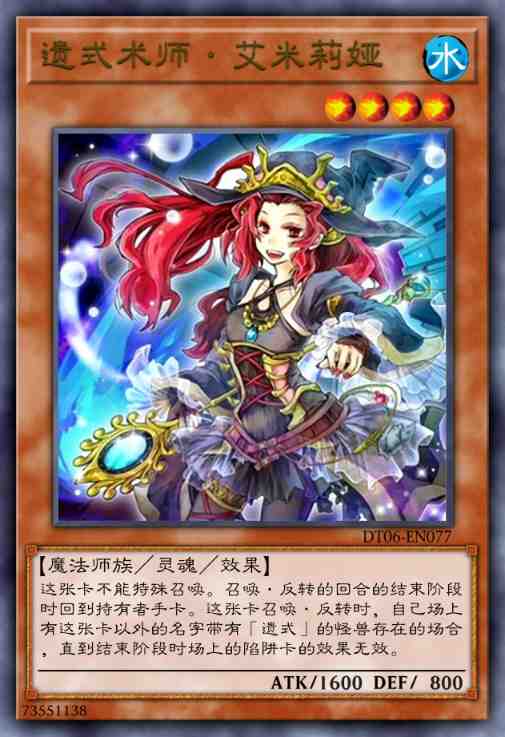 遗式术师·艾米莉娅
水
DT06-EN077
【魔法师族／灵魂／效果】
这张卡不能特殊召唤。召唤·反转的回合的结束阶段
时回到持有者手卡。这张卡召唤·反转时，自己场上
有这张卡以外的名字带有「遗式」的怪兽存在的场合
，直到结束阶段时场上的陷阱卡的效果无效。
ATK/1600 DEF/ 800
73551138